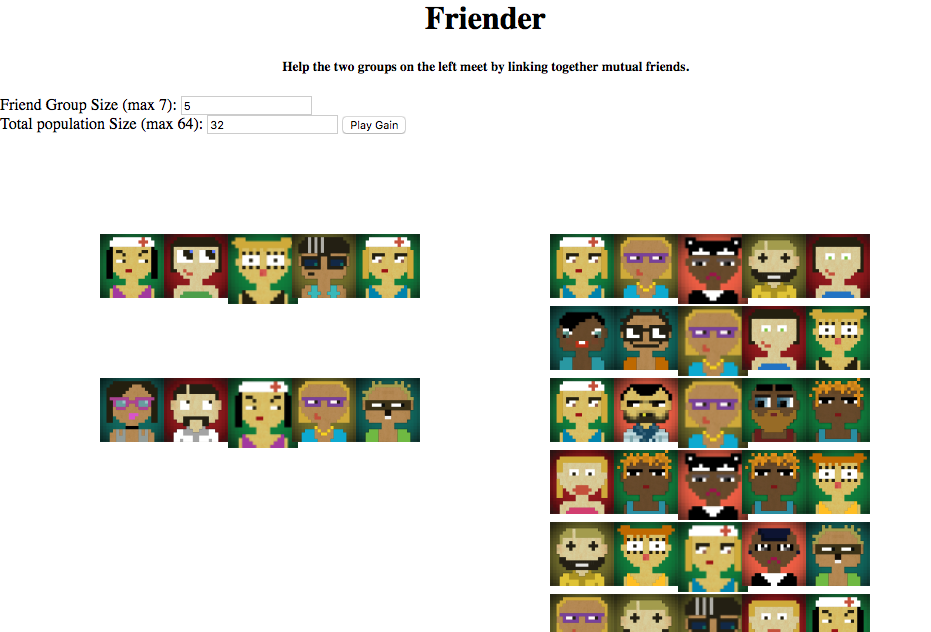 Friender
Help the two groups on the left meet by linking together mutual friends.
Friend Group Size (max 7): 5
Total population Size (max 64): 32 Play Gain